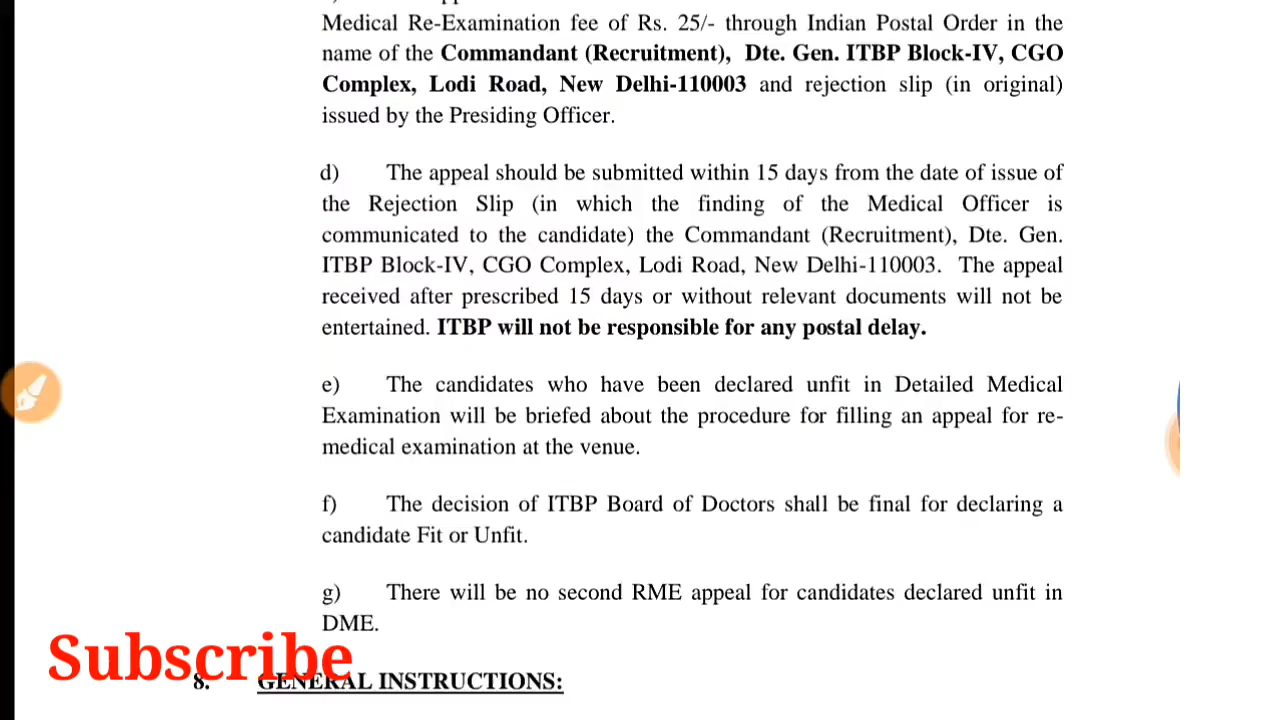 Medical Re-Examination fee of Rs. 25/- through Indian Postal Order in the
name of the Commandant (Recruitment), Dte. Gen. ITBP Block-IV, CGO
Complex, Lodi Road, New Delhi-110003 and rejection slip (in original)
issued by the Presiding Officer.
d) The appeal should be submitted within 15 days from the date of issue of
the Rejection Slip (in which the finding of the Medical Officer is
communicated to the candidate) the Commandant (Recruitment), Dte. Gen.
ITBP Block-IV, CGO Complex, Lodi Road, New Delhi-110003. The appeal
received after prescribed 15 days or without relevant documents will not be
entertained. ITBP will not be responsible for any postal delay.
e) The candidates who have been declared unfit in Detailed Medical
Examination will be briefed about the procedure for filling an appeal for re-
medical examination at the venue.
f) The decision of ITBP Board of Doctors shall be final for declaring a
candidate Fit or Unfit.
g) There will be no second RME appeal for candidates declared unfit in
DME.
Subscribe
8. GENERAL INSTRUCTIONS: